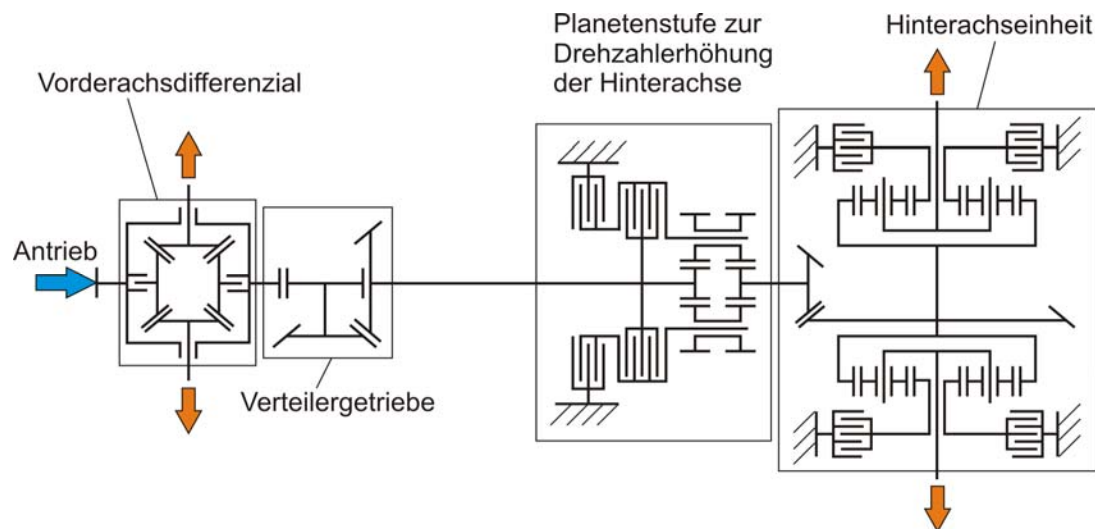 Planetenstufe zur
Drehzahlerhöhung
der Hinterachse
Hinterachseinheit
Vorderachsdifferenzial
Antrieb
Verteilergetriebe